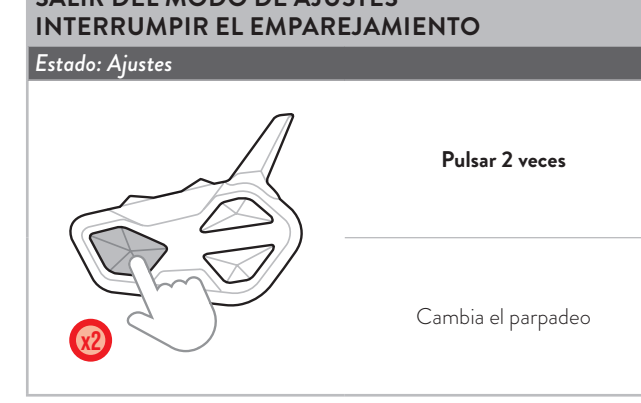 SALIR DEL MODO DE AJUSTES
INTERRUMPIR EL EMPAREJAMIENTO
Estado: Ajustes
Pulsar 2 veces
x2
Cambia el parpadeo